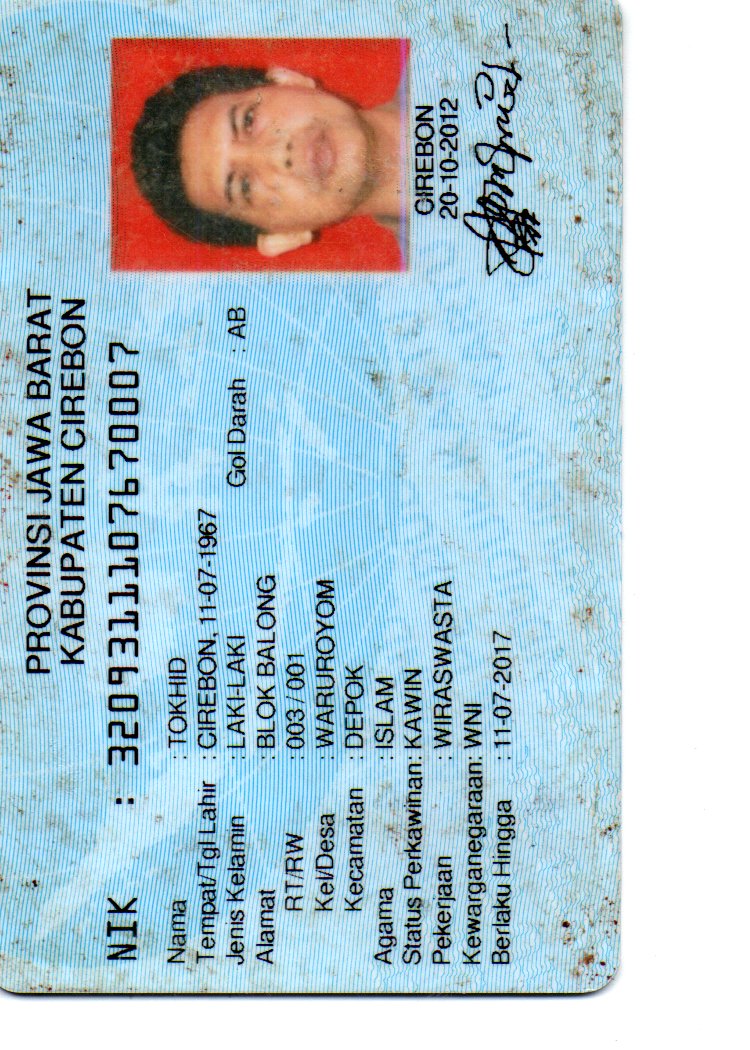 PROVINSI JAWA BARAT
KABUPATEN CIREBON
NIK : 3209311107670007
Nama : TOKHID
Tempat/Tgl Lahir : CIREBON, 11-07-1967
Jenis Kelamin : LAKI-LAKI Gol Darah : AB
Alamat : BLOK BALONG
RT/RW : 003 / 001
Kel/Desa : WARUROYOM
Kecamatan : DEPOK
Agama : ISLAM
Status Perkawinan: KAWIN
Pekerjaan : WIRASWASTA
Kewarganegaraan: WNI
Berlaku Hingga : 11-07-2017
CIREBON
20-10-2012